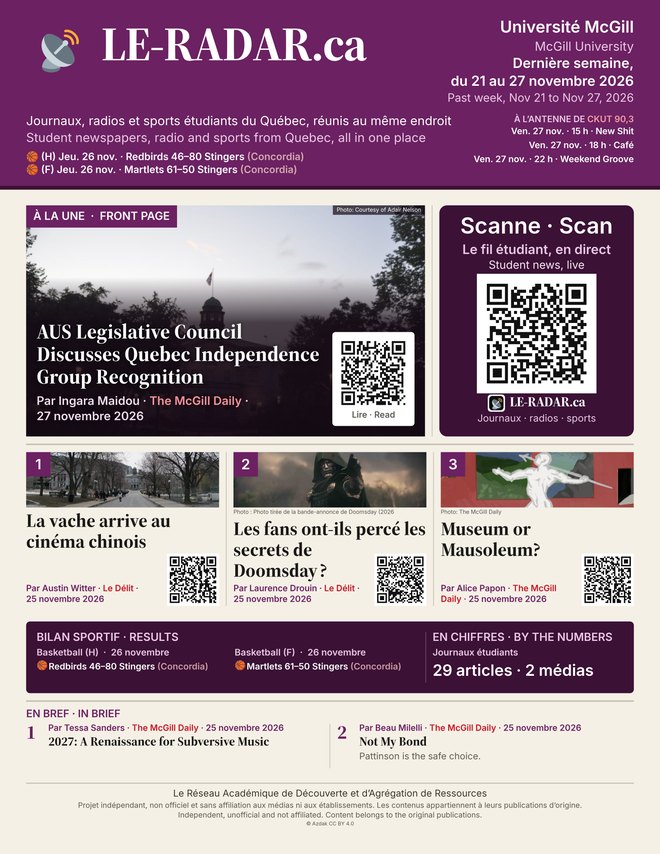 LE-RADAR.ca
Université McGill
McGill University
Dernière semaine,
du 21 au 27 novembre 2026
Past week, Nov 21 to Nov 27, 2026
Journaux, radios et sports étudiants du Québec, réunis au même endroit
Student newspapers, radio and sports from Quebec, all in one place
(H) Jeu. 26 nov. · Redbirds 46–80 Stingers (Concordia)
(F) Jeu. 26 nov. · Martlets 61–50 Stingers (Concordia)
À L'ANTENNE DE CKUT 90,3
Ven. 27 nov. · 15 h · New Shit
Ven. 27 nov. · 18 h · Café
Ven. 27 nov. · 22 h · Weekend Groove
À LA UNE · FRONT PAGE
Photo: Courtesy of Adair Nelson
AUS Legislative Council
Discusses Quebec Independence
Group Recognition
Par Ingara Maidou · The McGill Daily ·
27 novembre 2026
Lire · Read
Scanne · Scan
Le fil étudiant, en direct
Student news, live
LE-RADAR.ca
Journaux · radios · sports
1
La vache arrive au
cinéma chinois
Par Austin Witter · Le Délit ·
25 novembre 2026
2
Photo : Photo tirée de la bande-annonce de Doomsday (2026
Les fans ont-ils percé les
secrets de
Doomsday ?
Par Laurence Drouin · Le Délit ·
25 novembre 2026
3
Photo: The McGill Daily
Museum or
Mausoleum?
Par Alice Papon · The McGill
Daily · 25 novembre 2026
BILAN SPORTIF · RESULTS
Basketball (H) · 26 novembre
Redbirds 46–80 Stingers (Concordia)
Basketball (F) · 26 novembre
Martlets 61–50 Stingers (Concordia)
EN CHIFFRES · BY THE NUMBERS
Journaux étudiants
29 articles · 2 médias
EN BREF · IN BRIEF
1
Par Tessa Sanders · The McGill Daily · 25 novembre 2026
2027: A Renaissance for Subversive Music
2
Par Beau Milelli · The McGill Daily · 25 novembre 2026
Not My Bond
Pattinson is the safe choice.
Le Réseau Académique de Découverte et d'Agrégation de Ressources
Projet indépendant, non officiel et sans affiliation aux médias ni aux établissements. Les contenus appartiennent à leurs publications d'origine.
Independent, unofficial and not affiliated. Content belongs to the original publications.
© Azdak CC BY 4.0